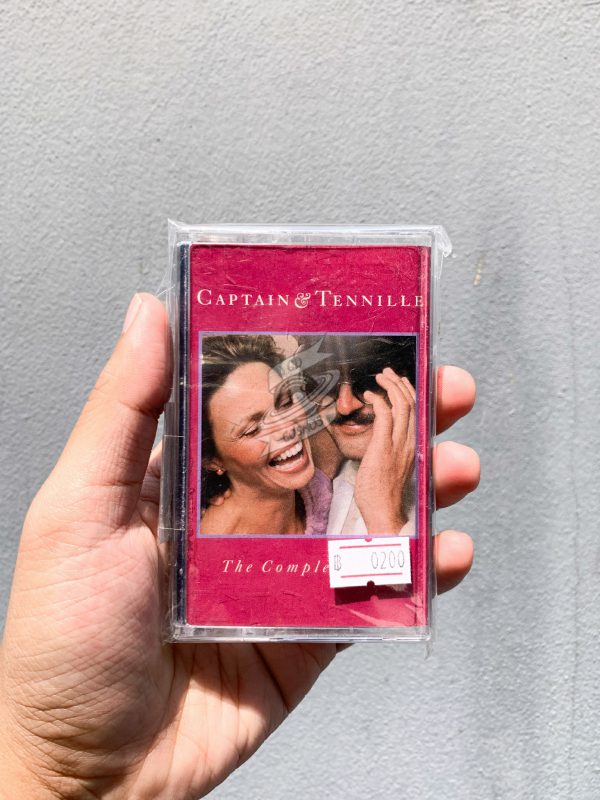 CAPTAIN & TENNILLE
The Comple
฿ 0200